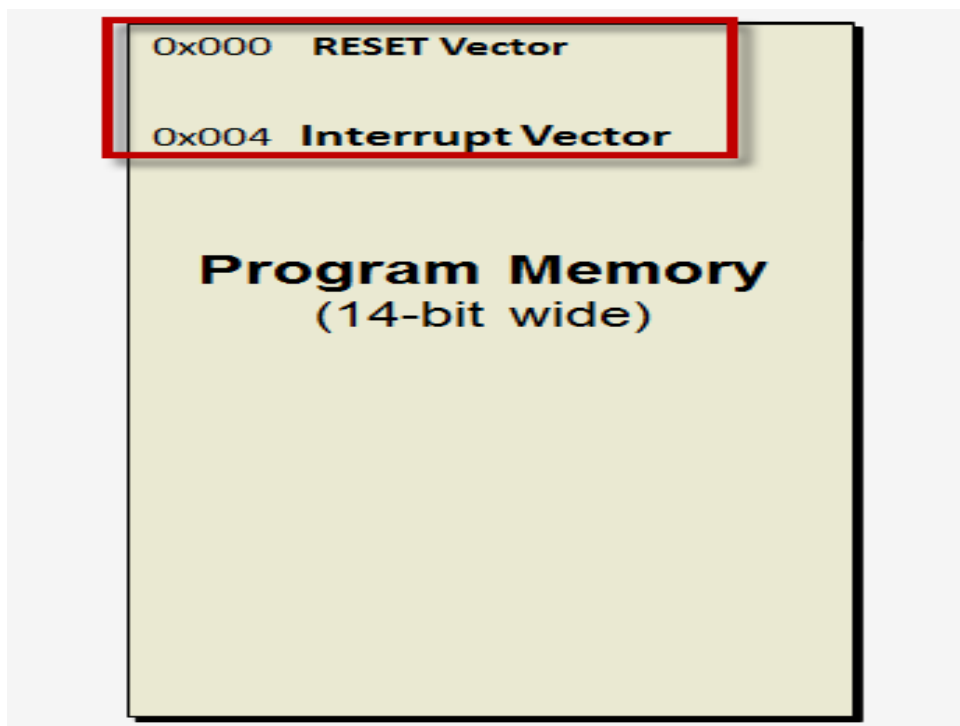 0x000 RESET Vector
0x004 Interrupt Vector
Program Memory
(14-bit wide)